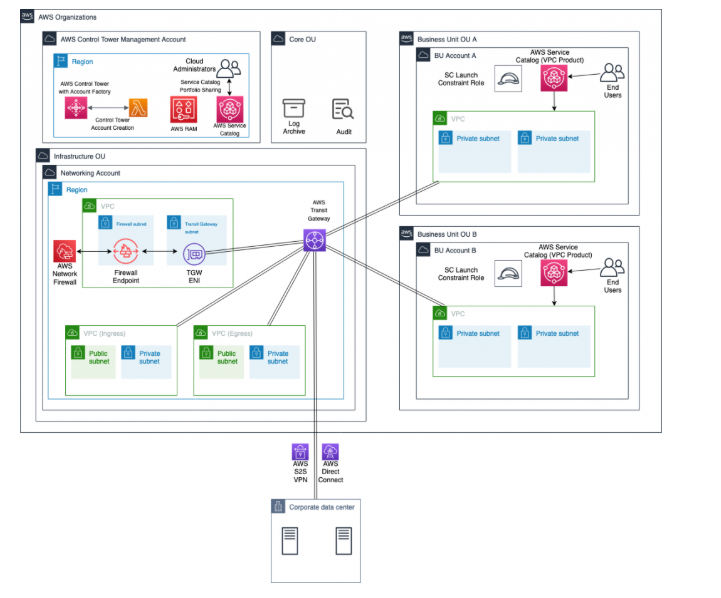 aws
AWS Organizations
AWS Control Tower Management Account
Region
Cloud
Administrators
AWS Control Tower
with Account Factory
Service Catalog
Portfolio Sharing
Control Tower
Account Creation
AWS RAM
AWS Service
Catalog
Core OU
Log
Archive
Audit
aws
Business Unit OU A
BU Account A
AWS Service
Catalog (VPC Product)
SC Launch
Constraint Role
End
Users
VPC
Private subnet
Private subnet
Infrastructure OU
Networking Account
Region
VPC
Firewall subnet
Transit Gateway
subnet
AWS
Network
Firewall
Firewall
Endpoint
TGW
ENI
AWS
Transit
Gateway
VPC (Ingress)
Public
subnet
Private
subnet
VPC (Egress)
Public
subnet
Private
subnet
aws
Business Unit OU B
BU Account B
AWS Service
Catalog (VPC Product)
SC Launch
Constraint Role
End
Users
VPC
Private subnet
Private subnet
AWS
S2S
VPN
AWS
Direct
Connect
Corporate data center